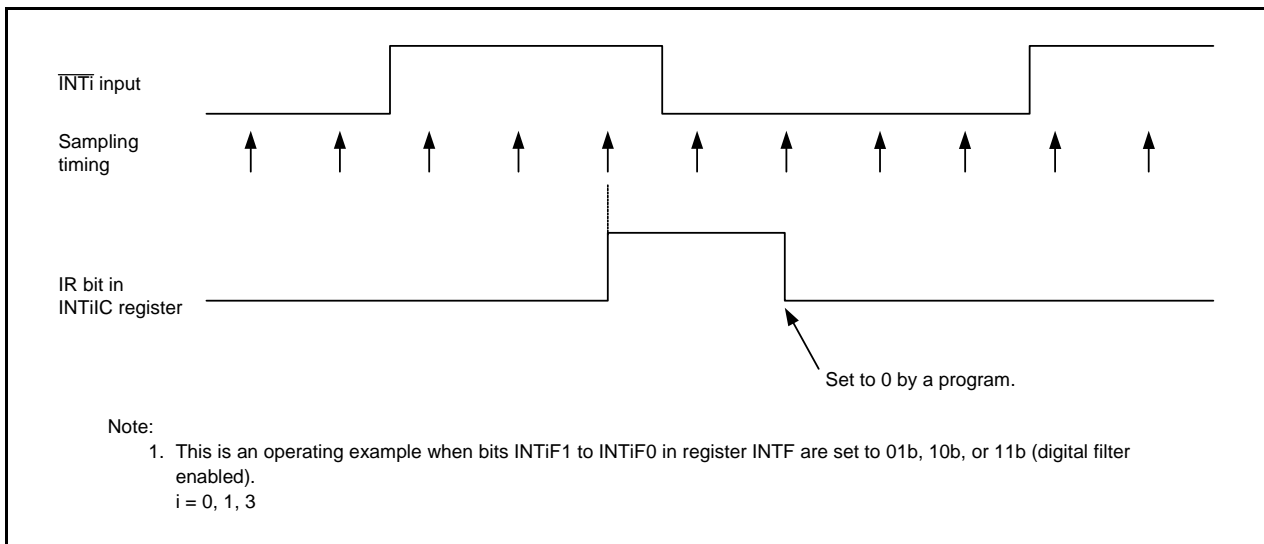 INTi input
Sampling
timing
IR bit in
INTiIC register
Set to 0 by a program.
Note:
1. This is an operating example when bits INTiF1 to INTiF0 in register INTF are set to 01b, 10b, or 11b (digital filter
enabled).
i = 0, 1, 3